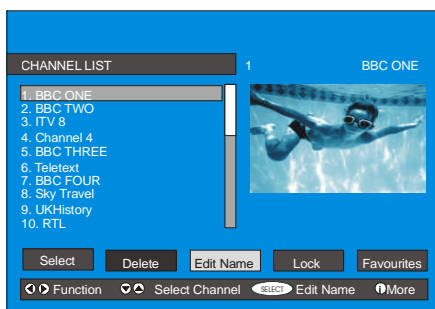 CHANNEL LIST 1 BBC ONE
1. BBC ONE
2. BBC TWO
3. ITV 8
4. Channel 4
5. BBC THREE
6. Teletext
7. BBC FOUR
8. Sky Travel
9. UKHistory
10. RTL
Select Delete Edit Name Lock Favourites
Function Select Channel SELECT Edit Name i More